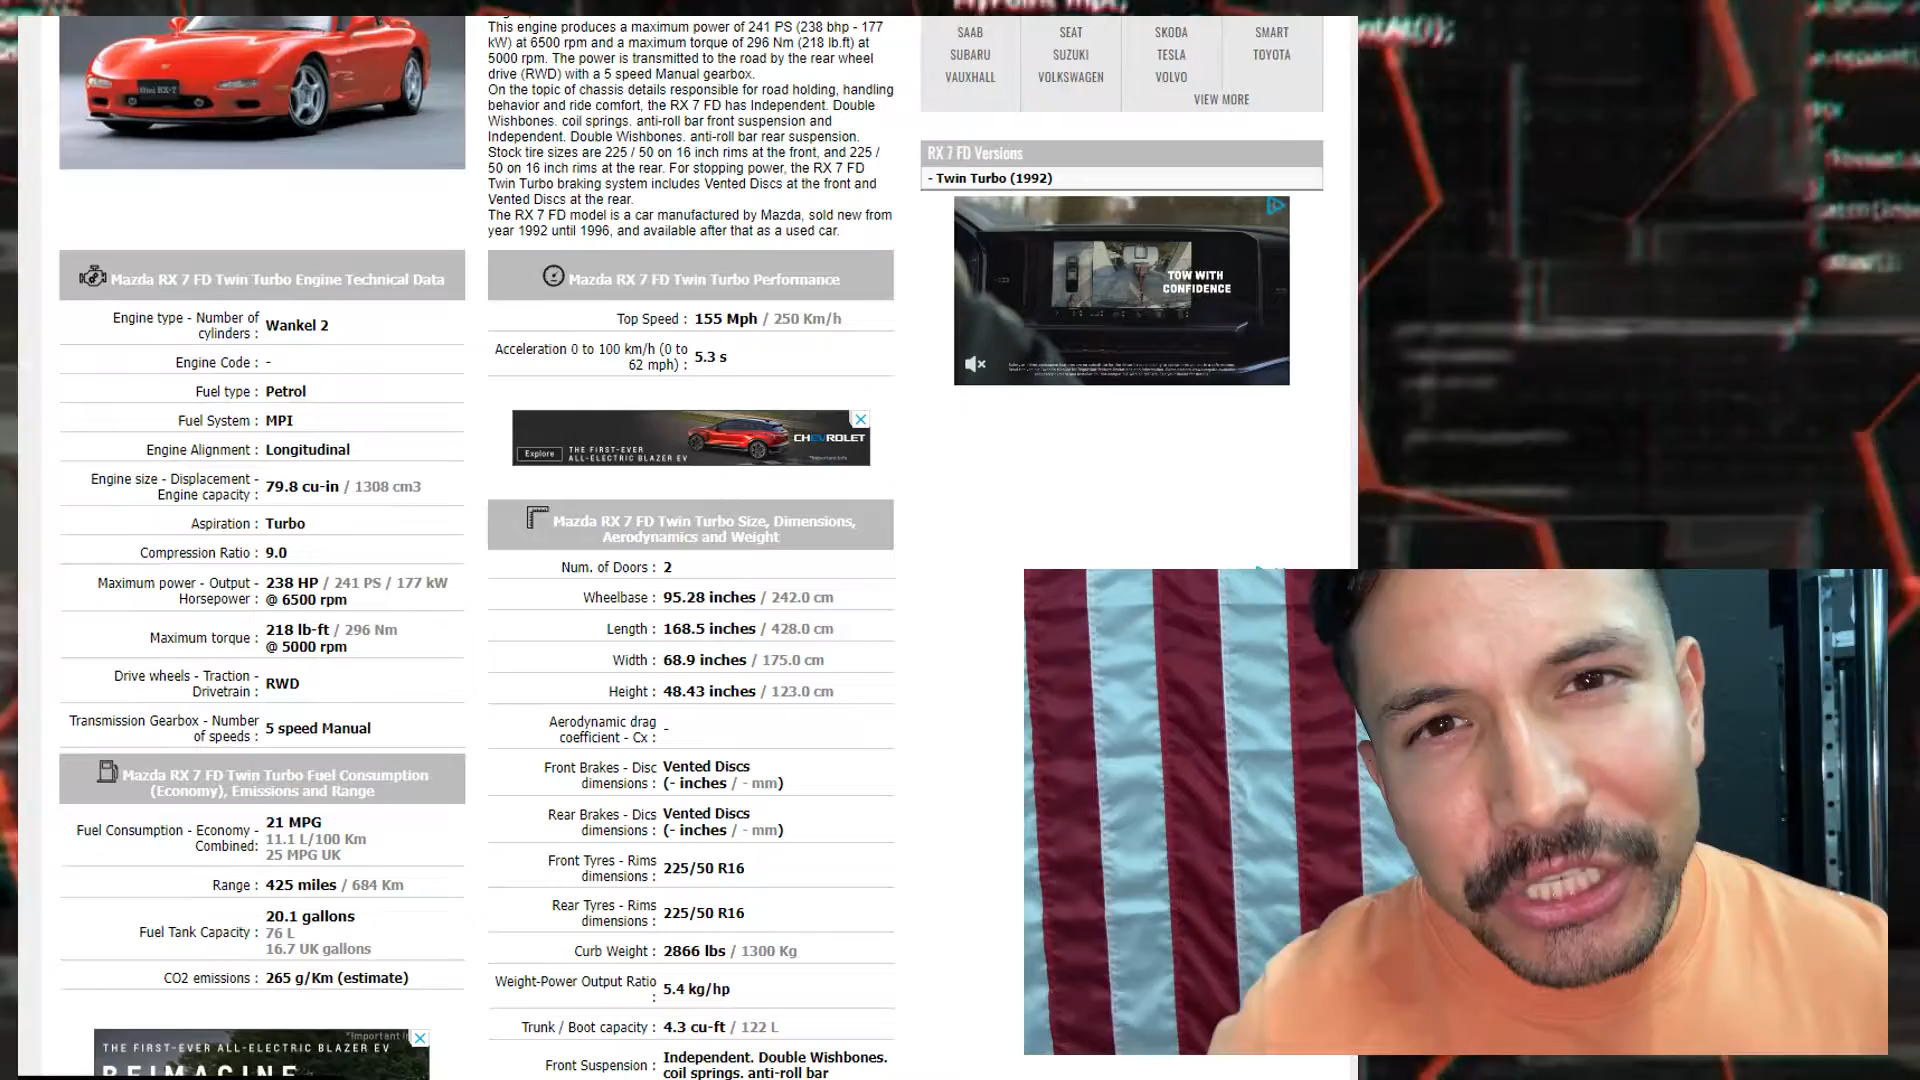 This engine produces a maximum power of 241 PS (238 bhp - 177
kW) at 6500 rpm and a maximum torque of 296 Nm (218 lb.ft) at
5000 rpm. The power is transmitted to the road by the rear wheel
drive (RWD) with a 5 speed Manual gearbox.
On the topic of chassis details responsible for road holding, handling
behavior and ride comfort, the RX 7 FD has Independent. Double
Wishbones. coil springs. anti-roll bar front suspension and
Independent. Double Wishbones. anti-roll bar rear suspension.
Stock tire sizes are 225 / 50 on 16 inch rims at the front, and 225 /
50 on 16 inch rims at the rear. For stopping power, the RX 7 FD
Twin Turbo braking system includes Vented Discs at the front and
Vented Discs at the rear.
The RX 7 FD model is a car manufactured by Mazda, sold new from
year 1992 until 1996, and available after that as a used car.
Mazda RX 7 FD Twin Turbo Engine Technical Data
Engine type - Number of
cylinders : Wankel 2
Engine Code : -
Fuel type : Petrol
Fuel System : MPI
Engine Alignment : Longitudinal
Engine size - Displacement -
Engine capacity : 79.8 cu-in / 1308 cm3
Aspiration : Turbo
Compression Ratio : 9.0
Maximum power - Output -
Horsepower : 238 HP / 241 PS / 177 kW
@ 6500 rpm
Maximum torque : 218 lb-ft / 296 Nm
@ 5000 rpm
Drive wheels - Traction -
Drivetrain : RWD
Transmission Gearbox - Number
of speeds : 5 speed Manual
Mazda RX 7 FD Twin Turbo Fuel Consumption
(Economy), Emissions and Range
Fuel Consumption - Economy -
Combined: 21 MPG
11.1 L/100 Km
25 MPG UK
Range : 425 miles / 684 Km
Fuel Tank Capacity : 20.1 gallons
76 L
16.7 UK gallons
CO2 emissions : 265 g/Km (estimate)
THE FIRST-EVER ALL-ELECTRIC BLAZER EV
REIMAGINE
Mazda RX 7 FD Twin Turbo Performance
Top Speed : 155 Mph / 250 Km/h
Acceleration 0 to 100 km/h (0 to
62 mph) : 5.3 s
Explore
THE FIRST-EVER
ALL-ELECTRIC BLAZER EV
CHEVROLET
Mazda RX 7 FD Twin Turbo Size, Dimensions,
Aerodynamics and Weight
Num. of Doors : 2
Wheelbase : 95.28 inches / 242.0 cm
Length : 168.5 inches / 428.0 cm
Width : 68.9 inches / 175.0 cm
Height : 48.43 inches / 123.0 cm
Aerodynamic drag
coefficient - Cx : -
Front Brakes - Disc
dimensions : Vented Discs
(- inches / - mm)
Rear Brakes - Dics
dimensions : Vented Discs
(- inches / - mm)
Front Tyres - Rims
dimensions : 225/50 R16
Rear Tyres - Rims
dimensions : 225/50 R16
Curb Weight : 2866 lbs / 1300 Kg
Weight-Power Output Ratio
: 5.4 kg/hp
Trunk / Boot capacity : 4.3 cu-ft / 122 L
Front Suspension : Independent. Double Wishbones.
coil springs. anti-roll bar
SAAB SEAT SKODA SMART
SUBARU SUZUKI TESLA TOYOTA
VAUXHALL VOLKSWAGEN VOLVO
VIEW MORE
RX 7 FD Versions
- Twin Turbo (1992)
TOW WITH
CONFIDENCE